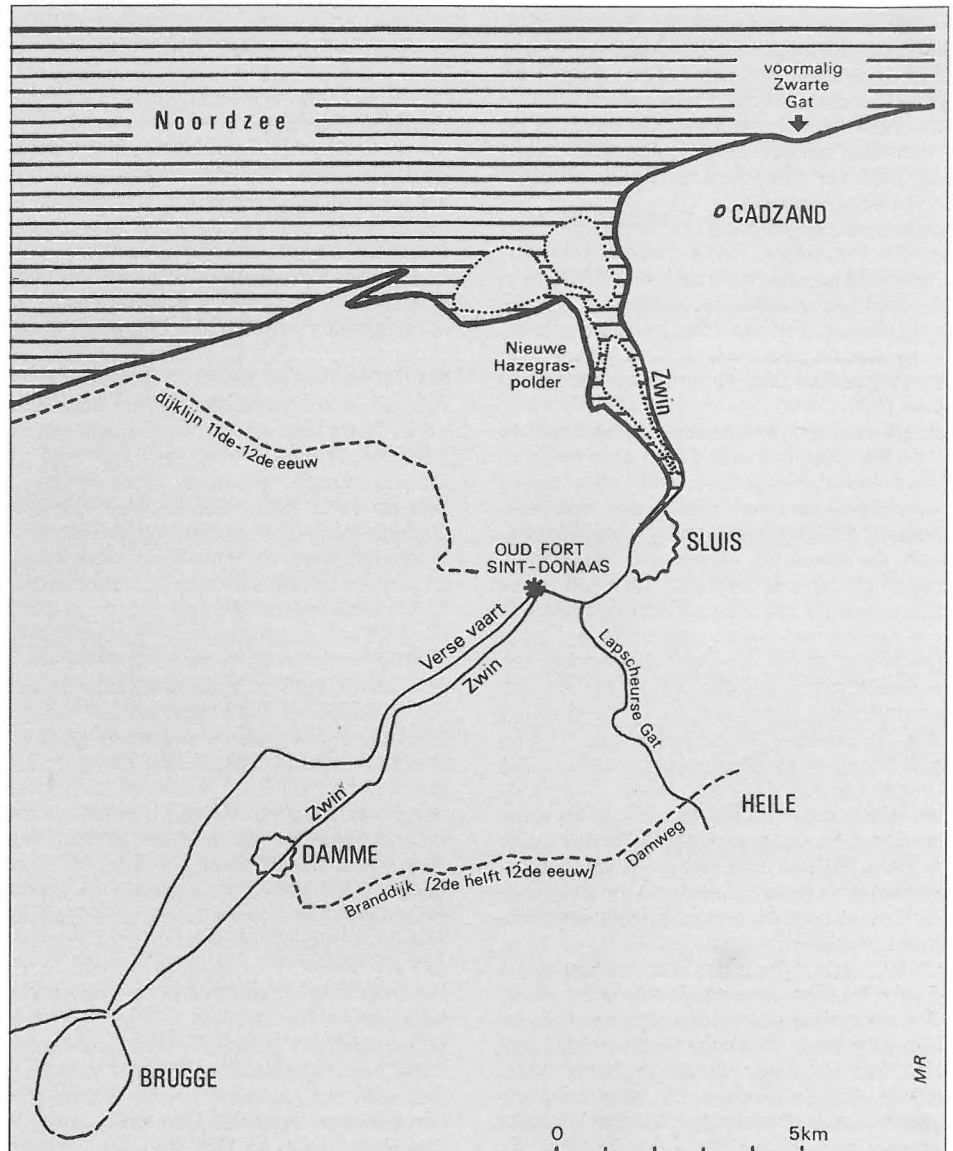 voormalig
Zwarte
Gat
Noordzee
CADZAND
Nieuwe
Hazegras-
polder
Zwin
dijklijn 11de-12de eeuw
OUD FORT
SINT-DONAAS
SLUIS
Verse vaart
Zwin
Lapscheurse Gat
Zwin
HEILE
DAMME
Damweg
Branddijk [2de helft 12de eeuw]
BRUGGE
MR
0 5km